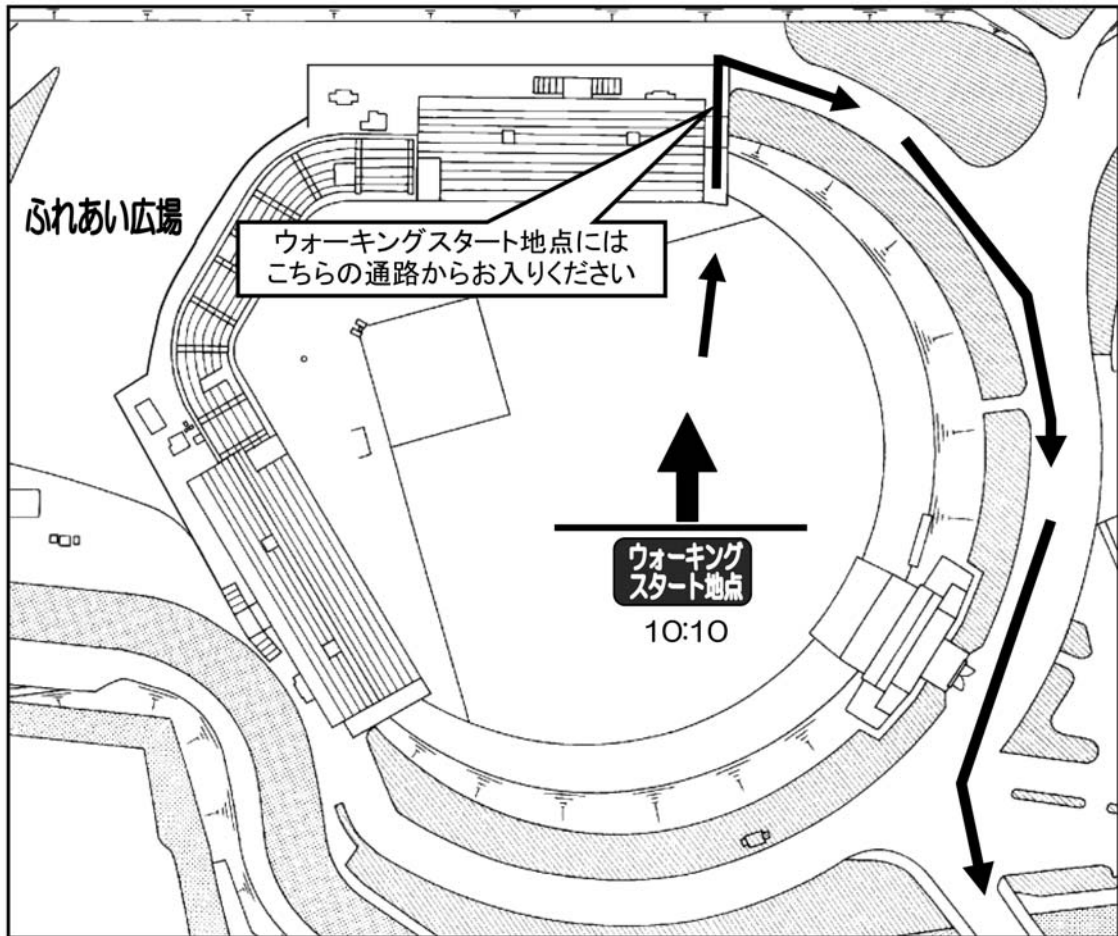 ふれあい広場
ウォーキングスタート地点には
こちらの通路からお入りください
ウォーキング
スタート地点
10:10